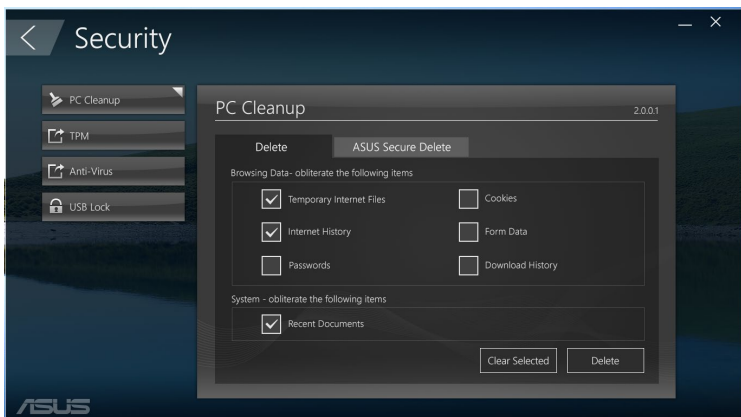 Security
PC Cleanup
TPM
Anti-Virus
USB Lock
PC Cleanup
2.0.0.1
Delete
ASUS Secure Delete
Browsing Data- obliterate the following items
Temporary Internet Files
Cookies
Internet History
Form Data
Passwords
Download History
System - obliterate the following items
Recent Documents
Clear Selected
Delete
ASUS